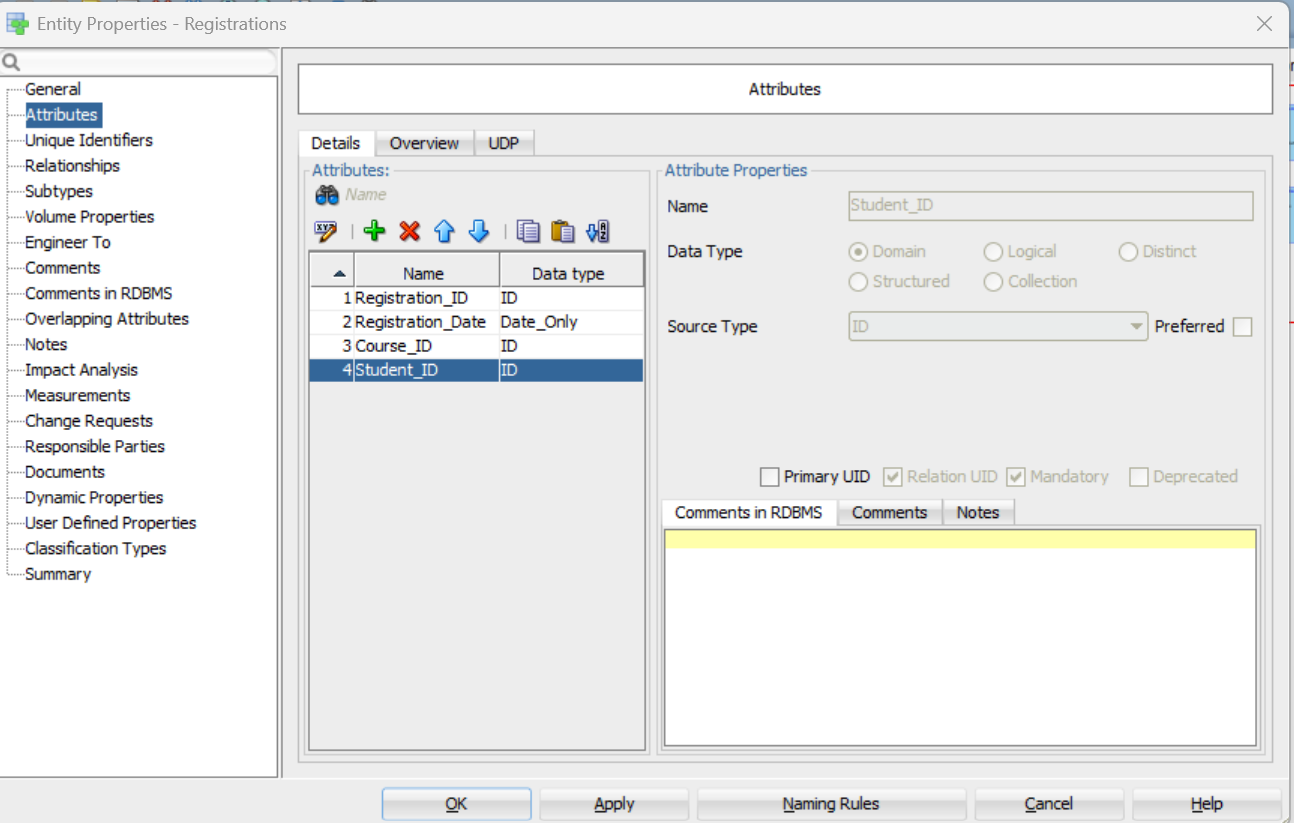 Entity Properties - Registrations
General
Attributes
Unique Identifiers
Relationships
Subtypes
Volume Properties
Engineer To
Comments
Comments in RDBMS
Overlapping Attributes
Notes
Impact Analysis
Measurements
Change Requests
Responsible Parties
Documents
Dynamic Properties
User Defined Properties
Classification Types
Summary
Attributes
Details Overview UDP
Attributes:
Name
Name Data type
1 Registration_ID ID
2 Registration_Date Date_Only
3 Course_ID ID
4 Student_ID ID
Attribute Properties
Name Student_ID
Data Type Domain Logical Distinct
Structured Collection
Source Type ID Preferred
Primary UID Relation UID Mandatory Deprecated
Comments in RDBMS Comments Notes
OK Apply Naming Rules Cancel Help